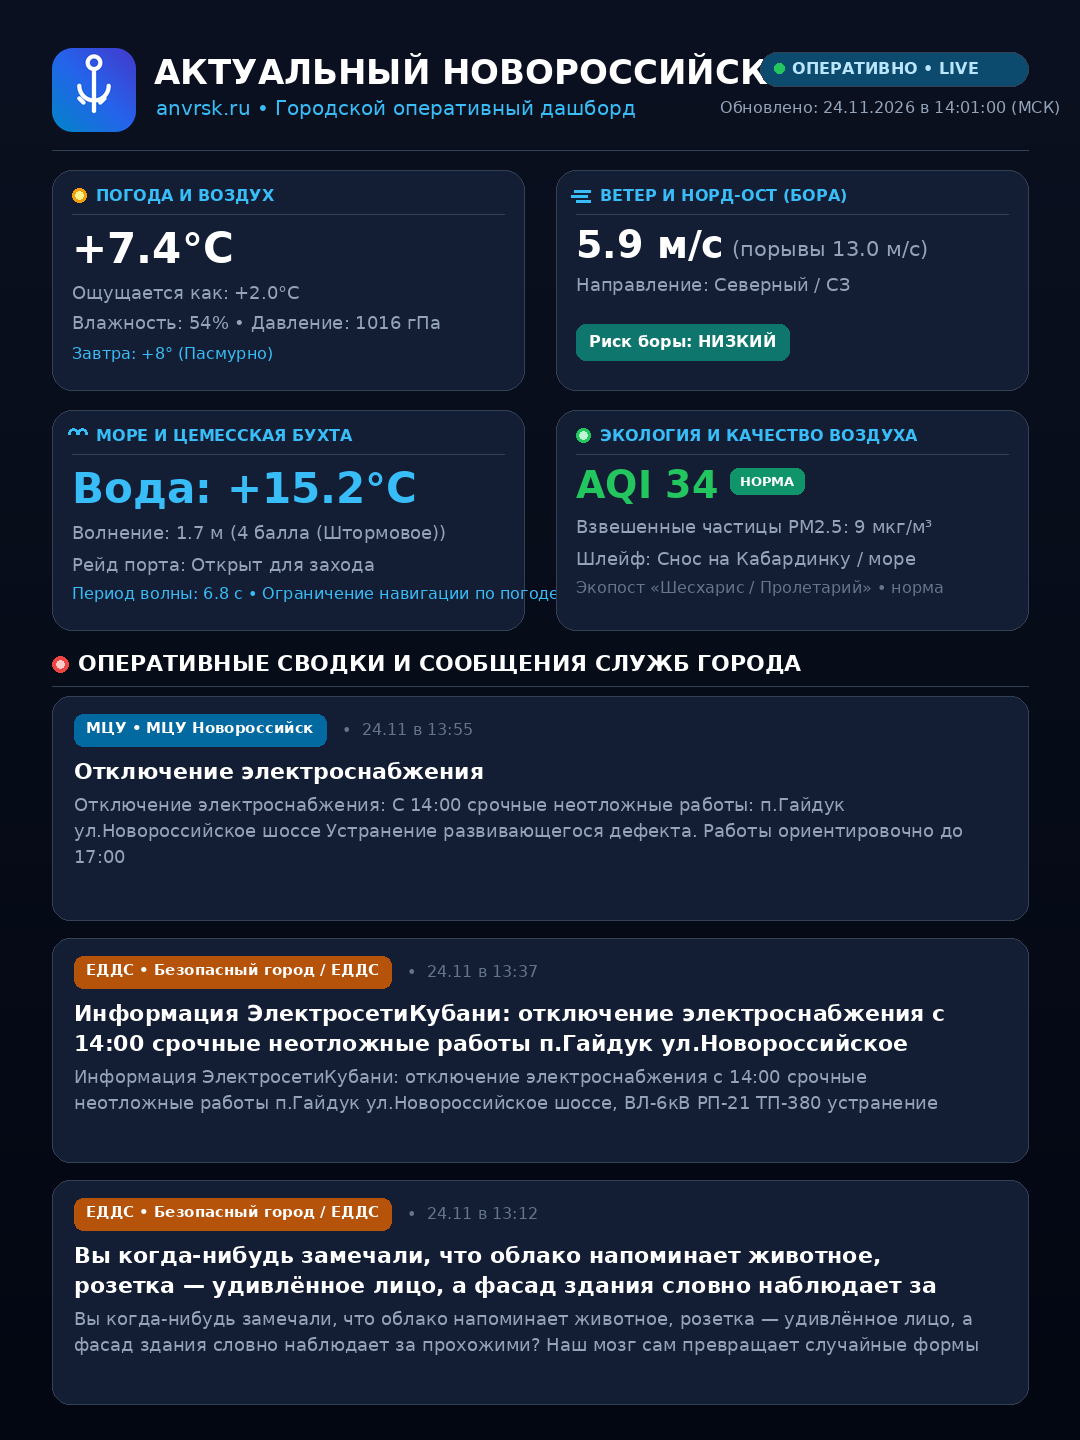 АКТУАЛЬНЫЙ НОВОРОССИЙСК
ОПЕРАТИВНО • LIVE
anvrsk.ru • Городской оперативный дашборд
Обновлено: 24.11.2026 в 14:01:00 (МСК)
ПОГОДА И ВОЗДУХ
+7.4°C
Ощущается как: +2.0°C
Влажность: 54% • Давление: 1016 гПа
Завтра: +8° (Пасмурно)
ВЕТЕР И НОРД-ОСТ (БОРА)
5.9 м/с (порывы 13.0 м/с)
Направление: Северный / СЗ
Риск боры: НИЗКИЙ
МОРЕ И ЦЕМЕССКАЯ БУХТА
Вода: +15.2°C
Волнение: 1.7 м (4 балла (Штормовое))
Рейд порта: Открыт для захода
Период волны: 6.8 с • Ограничение навигации по погоде
ЭКОЛОГИЯ И КАЧЕСТВО ВОЗДУХА
AQI 34 НОРМА
Взвешенные частицы PM2.5: 9 мкг/м³
Шлейф: Снос на Кабардинку / море
Экопост «Шесхарис / Пролетарий» • норма
ОПЕРАТИВНЫЕ СВОДКИ И СООБЩЕНИЯ СЛУЖБ ГОРОДА
МЦУ • МЦУ Новороссийск • 24.11 в 13:55
Отключение электроснабжения
Отключение электроснабжения: С 14:00 срочные неотложные работы: п.Гайдук
ул.Новороссийское шоссе Устранение развивающегося дефекта. Работы ориентировочно до
17:00
ЕДДС • Безопасный город / ЕДДС • 24.11 в 13:37
Информация ЭлектросетиКубани: отключение электроснабжения с
14:00 срочные неотложные работы п.Гайдук ул.Новороссийское
Информация ЭлектросетиКубани: отключение электроснабжения с 14:00 срочные
неотложные работы п.Гайдук ул.Новороссийское шоссе, ВЛ-6кВ РП-21 ТП-380 устранение
ЕДДС • Безопасный город / ЕДДС • 24.11 в 13:12
Вы когда-нибудь замечали, что облако напоминает животное,
розетка — удивлённое лицо, а фасад здания словно наблюдает за
Вы когда-нибудь замечали, что облако напоминает животное, розетка — удивлённое лицо, а
фасад здания словно наблюдает за прохожими? Наш мозг сам превращает случайные формы